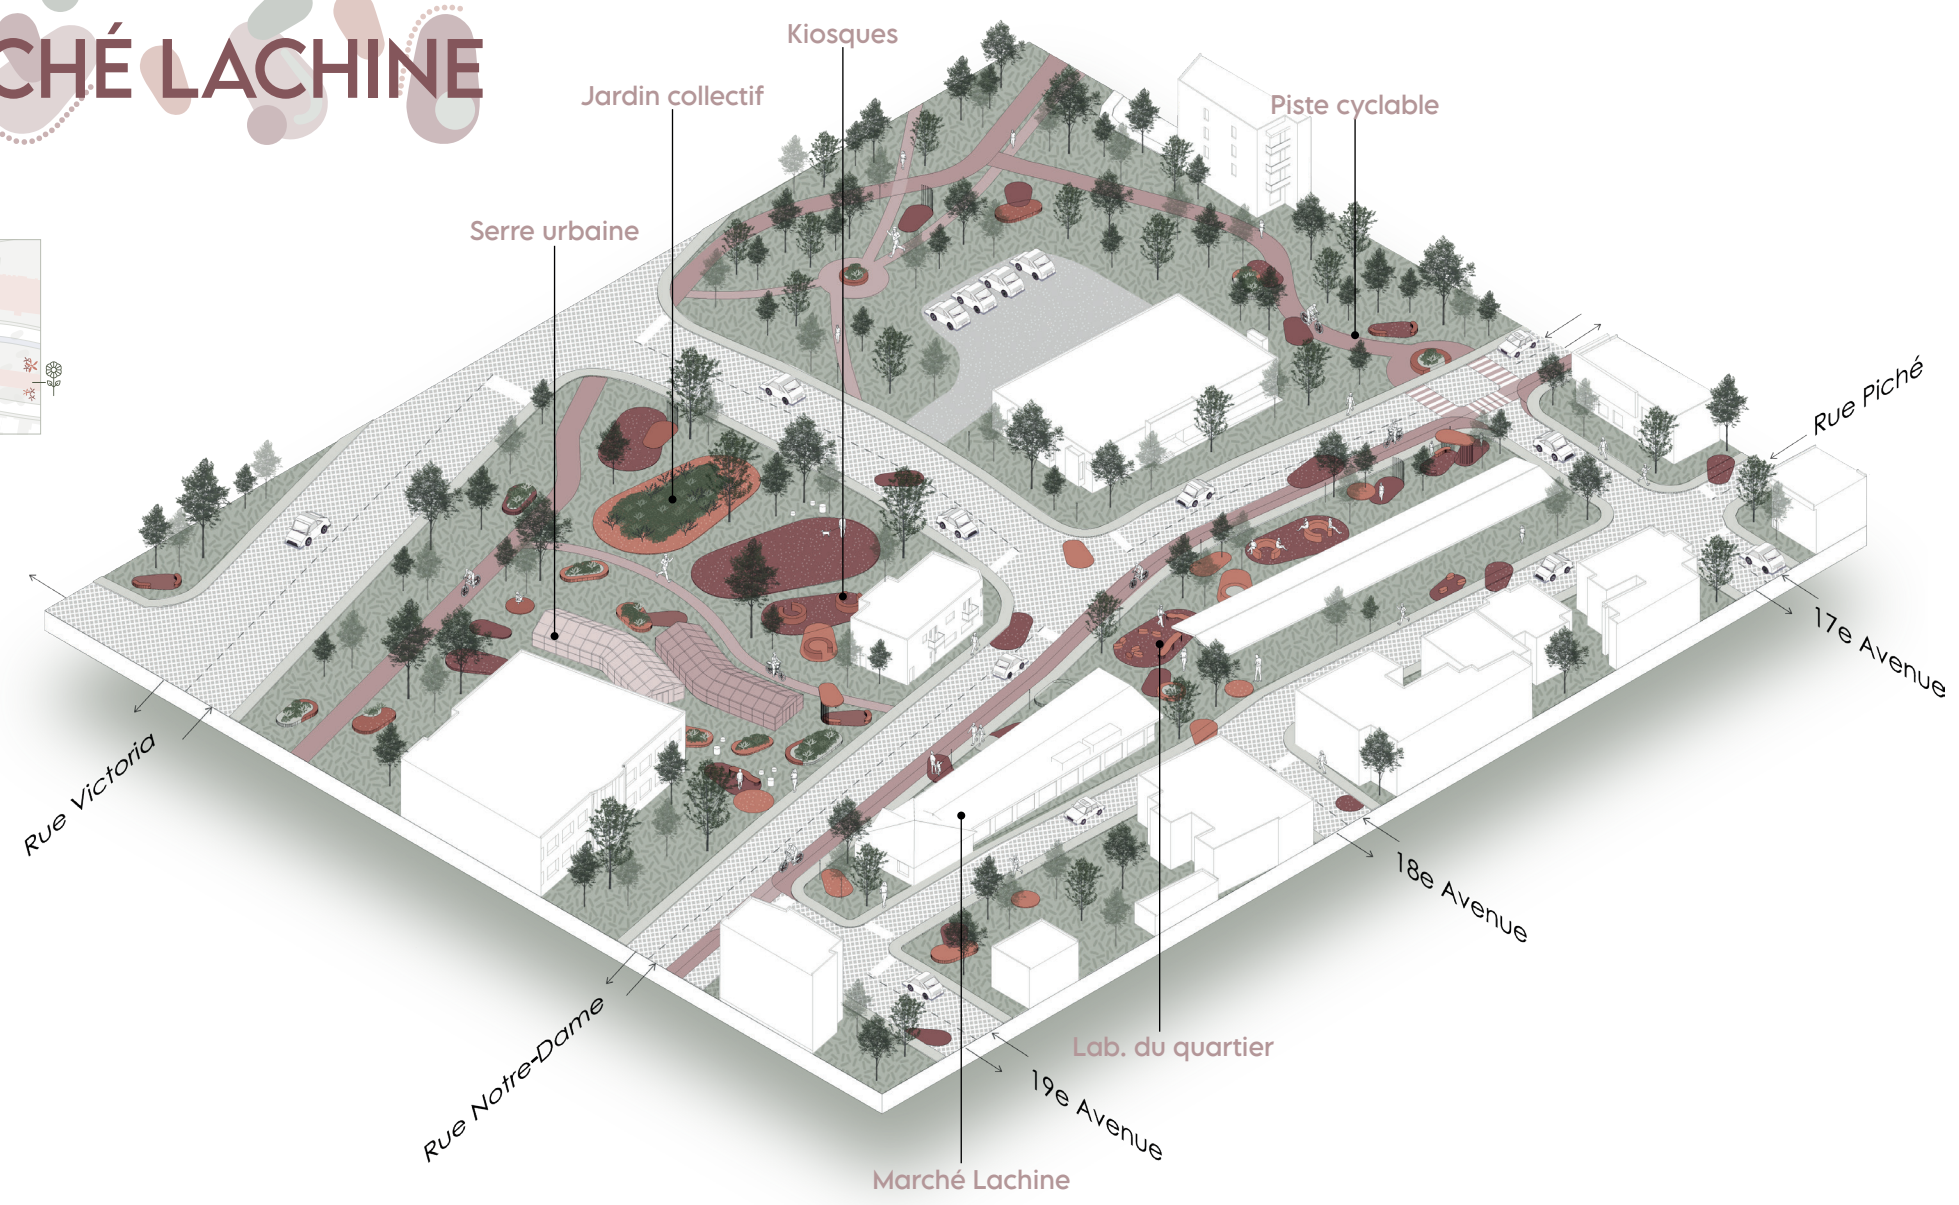 CHÉ LACHINE
Kiosques
Jardin collectif
Piste cyclable
Serre urbaine
Rue Piché
17e Avenue
Rue Victoria
18e Avenue
Rue Notre-Dame
Lab. du quartier
19e Avenue
Marché Lachine